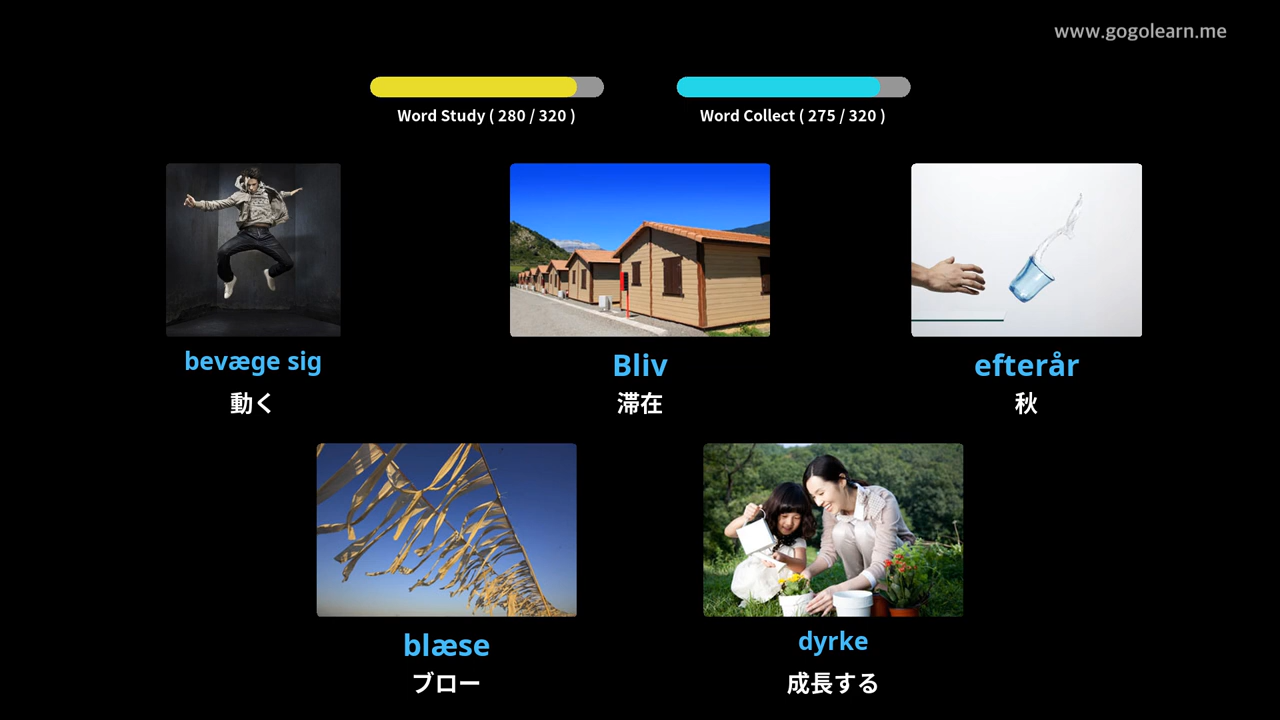 www.gogolearn.me
Word Study ( 280 / 320 )
Word Collect ( 275 / 320 )
bevæge sig
動く
Bliv
滞在
efterår
秋
blæse
ブロー
dyrke
成長する